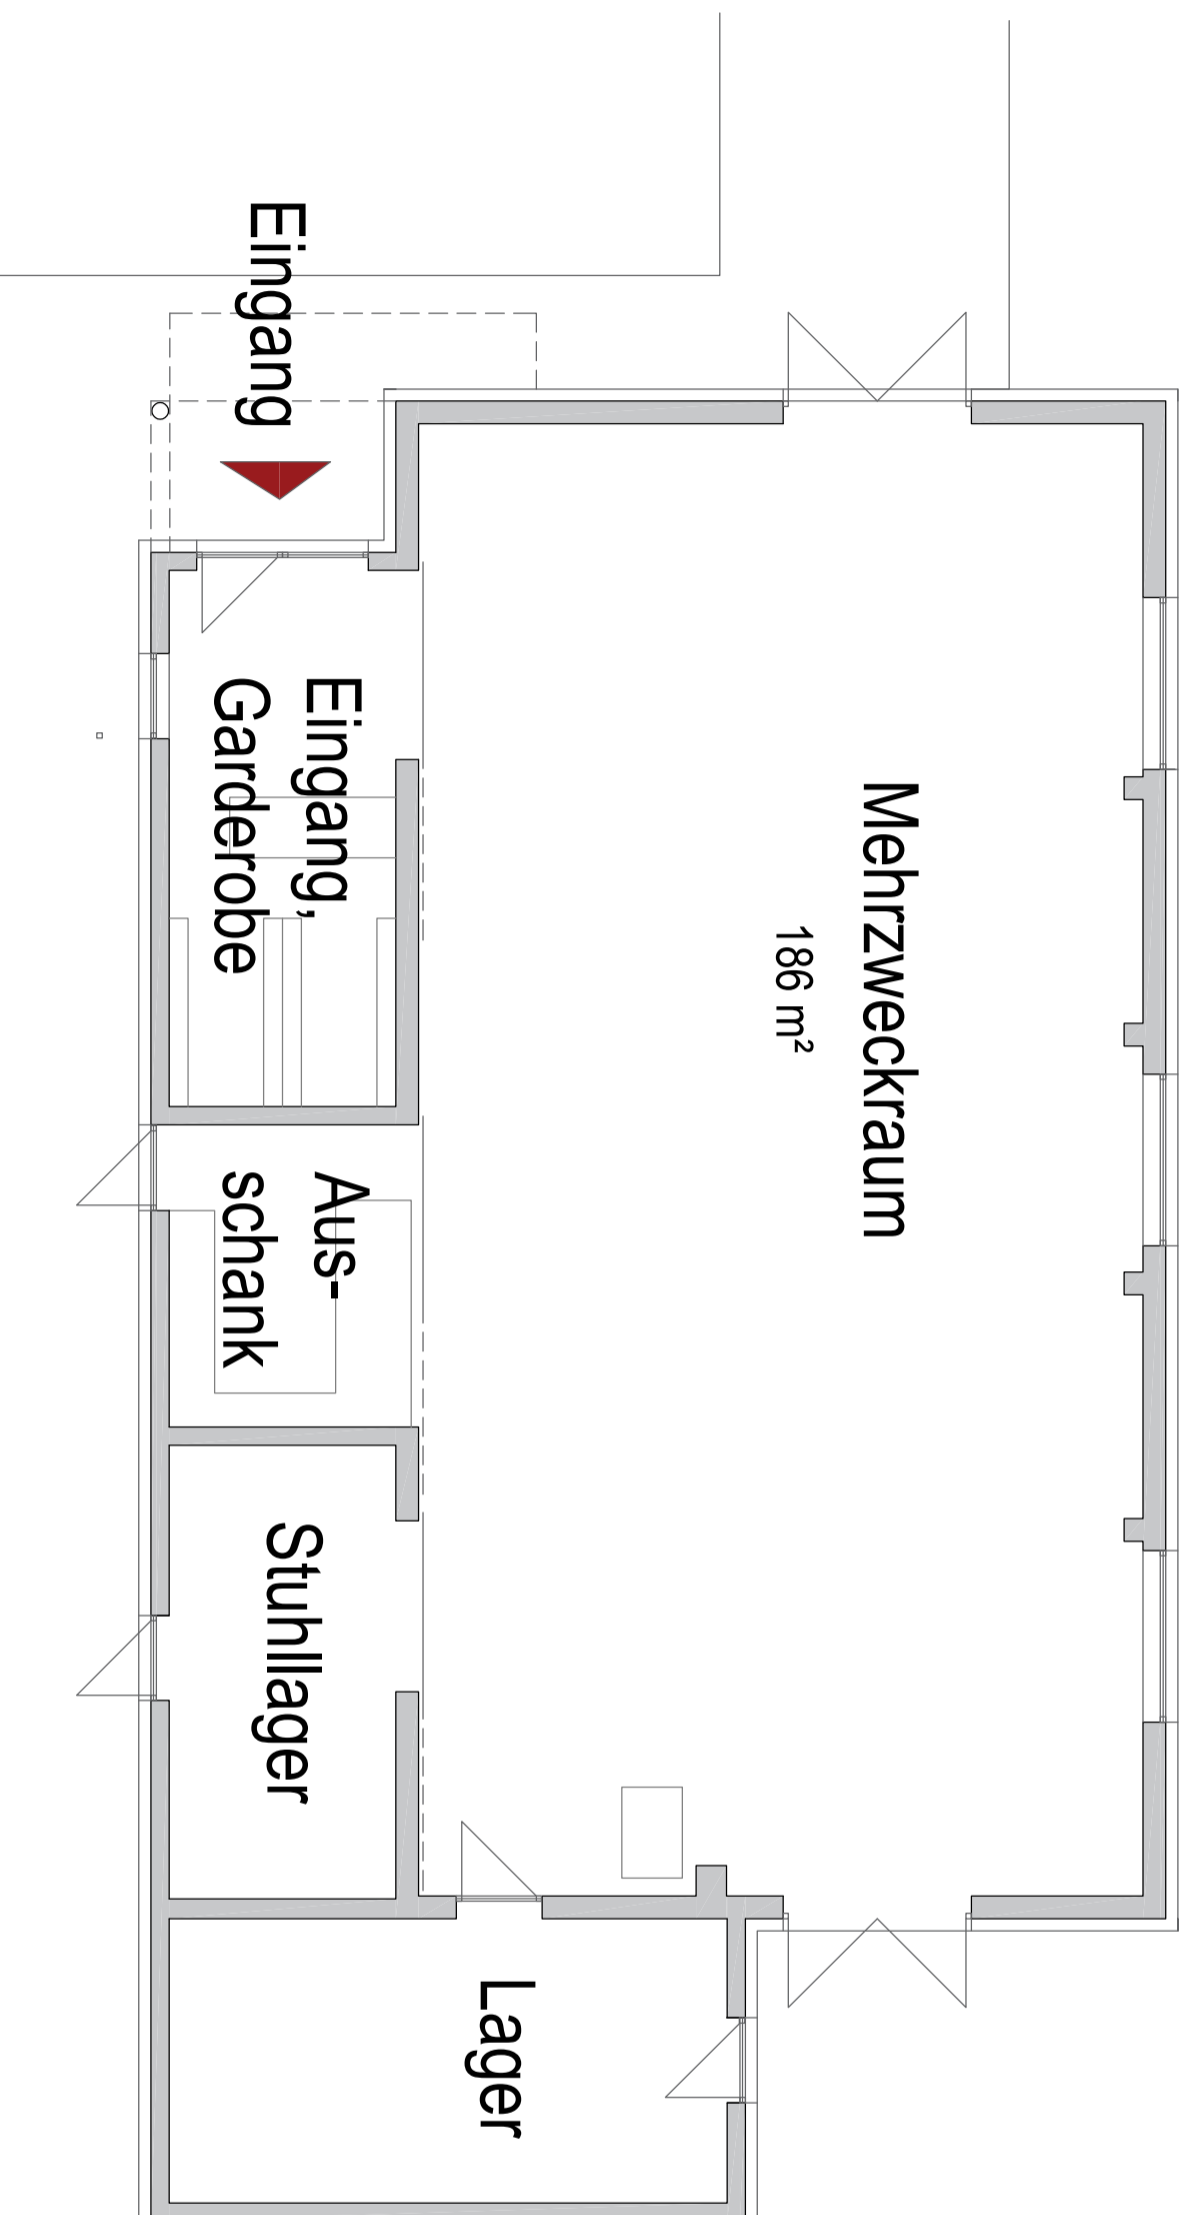 Eingang
Eingang,
Garderobe
Mehrzweckraum
186 m²
Aus-
schank
Stuhllager
Lager